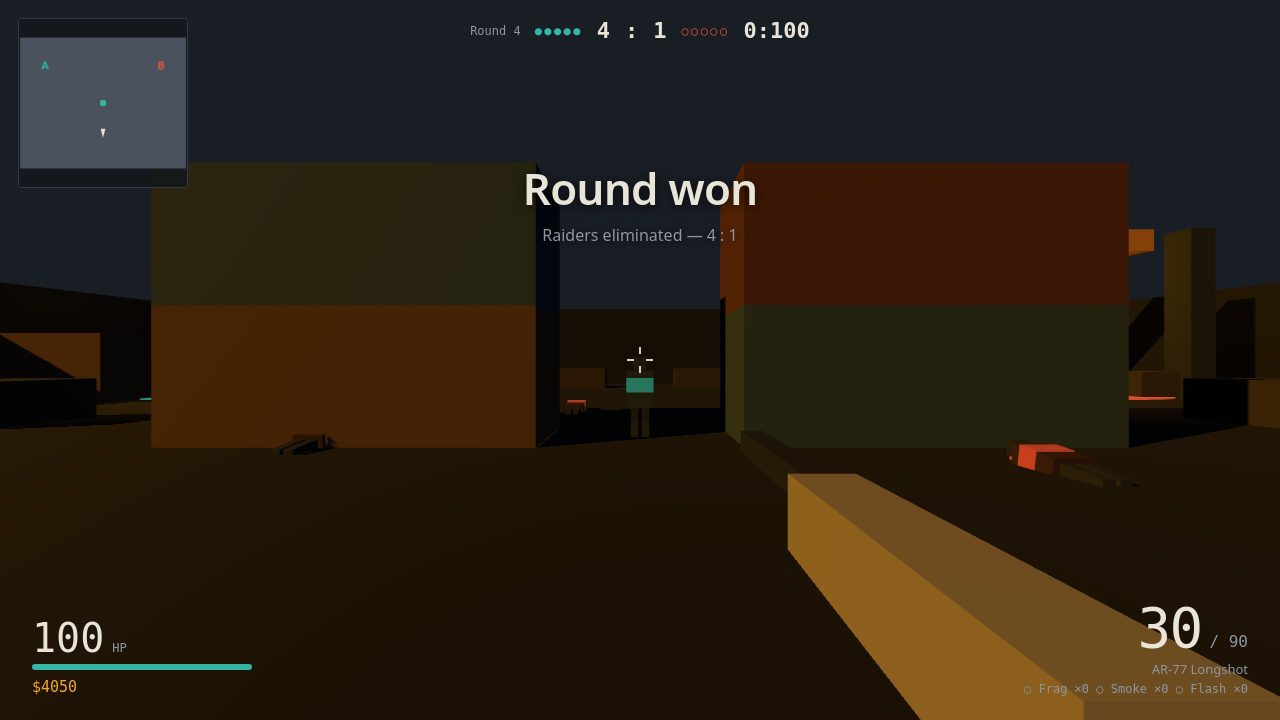 Round 4 ●●●●● 4 : 1 ○○○○○ 0:100
A B
Round won
Raiders eliminated — 4 : 1
100 HP
$4050
30 / 90
AR-77 Longshot
○ Frag ×0 ○ Smoke ×0 ○ Flash ×0